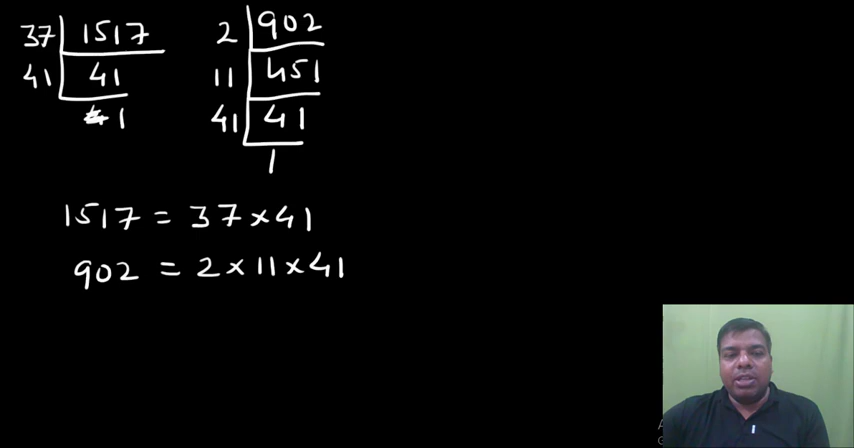 37 | 1517
41 | 41
1
2 | 902
11 | 451
41 | 41
1
1517 = 37 × 41
902 = 2 × 11 × 41